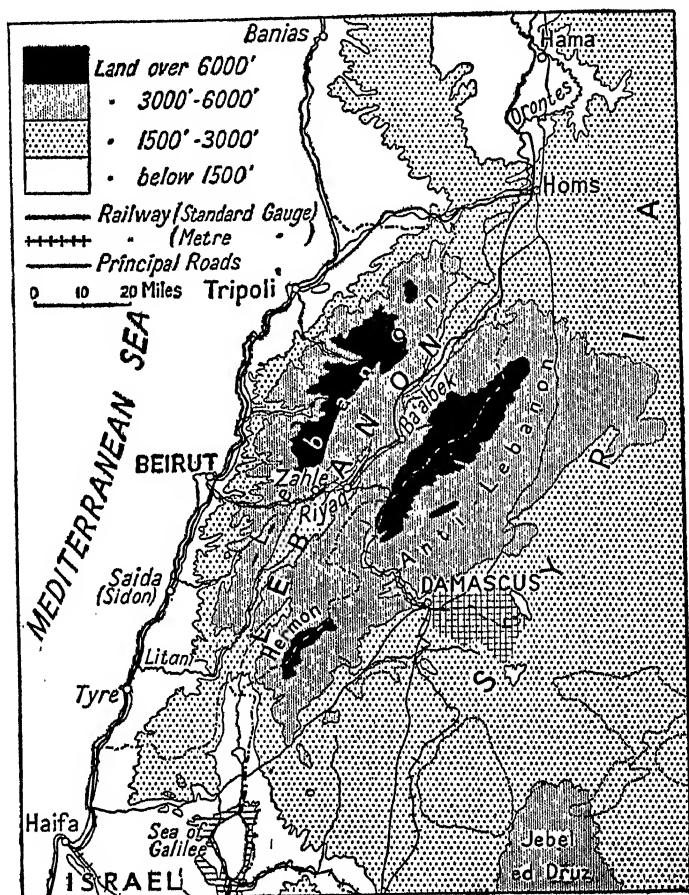 Banias
Hama
Land over 6000'
" 3000'-6000'
" 1500'-3000'
" below 1500'
Orontes
Homs
Railway (Standard Gauge)
" (Metre " )
Principal Roads
0 10 20 Miles
Tripoli
MEDITERRANEAN SEA
Lebanon
LEBANON
Baalbek
Anti Lebanon
SYRIA
BEIRUT
Zahle
Riyaq
Saida
(Sidon)
DAMASCUS
Hermon
Litani
Tyre
Haifa
Sea of
Galilee
ISRAEL
Jebel
ed Druz